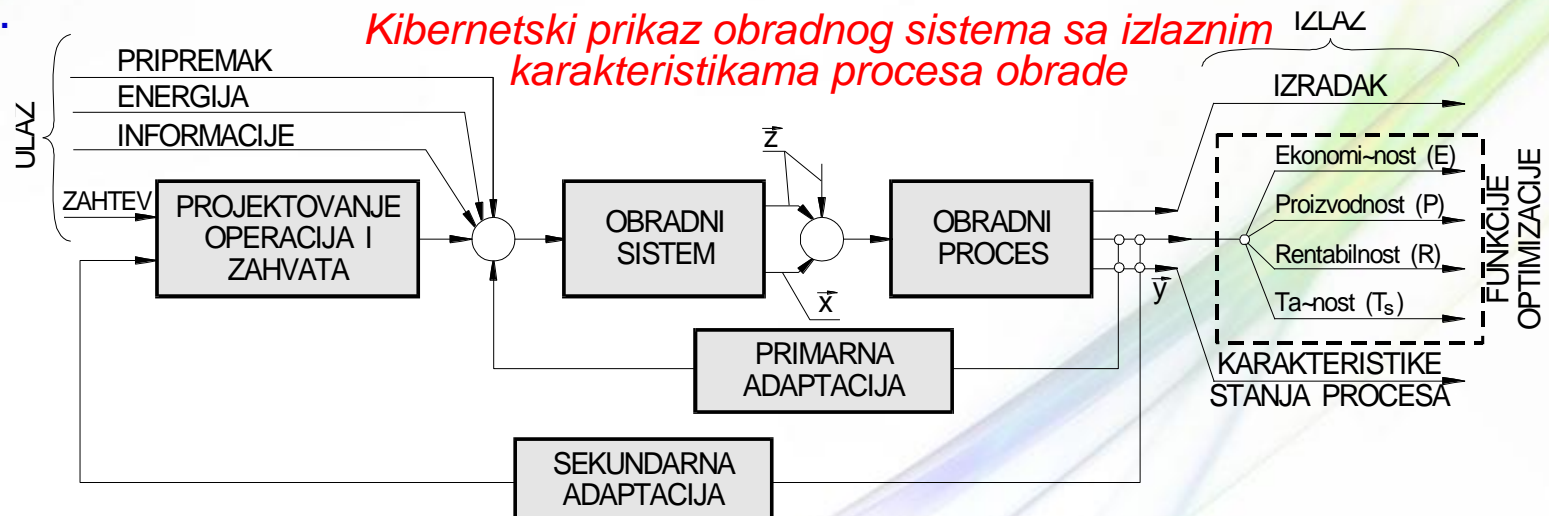 .
Kibernetski prikaz obradnog sistema sa izlaznim
karakteristikama procesa obrade
ULAZ
PRIPREMAK
ENERGIJA
INFORMACIJE
ZAHTEV
PROJEKTOVANJE
OPERACIJA I
ZAHVATA
OBRADNI
SISTEM
z⃗
x⃗
OBRADNI
PROCES
y⃗
PRIMARNA
ADAPTACIJA
SEKUNDARNA
ADAPTACIJA
IZLAZ
IZRADAK
Ekonomi~nost (E)
Proizvodnost (P)
Rentabilnost (R)
Ta~nost (Tₛ)
FUNKCIJE
OPTIMIZACIJE
KARAKTERISTIKE
STANJA PROCESA